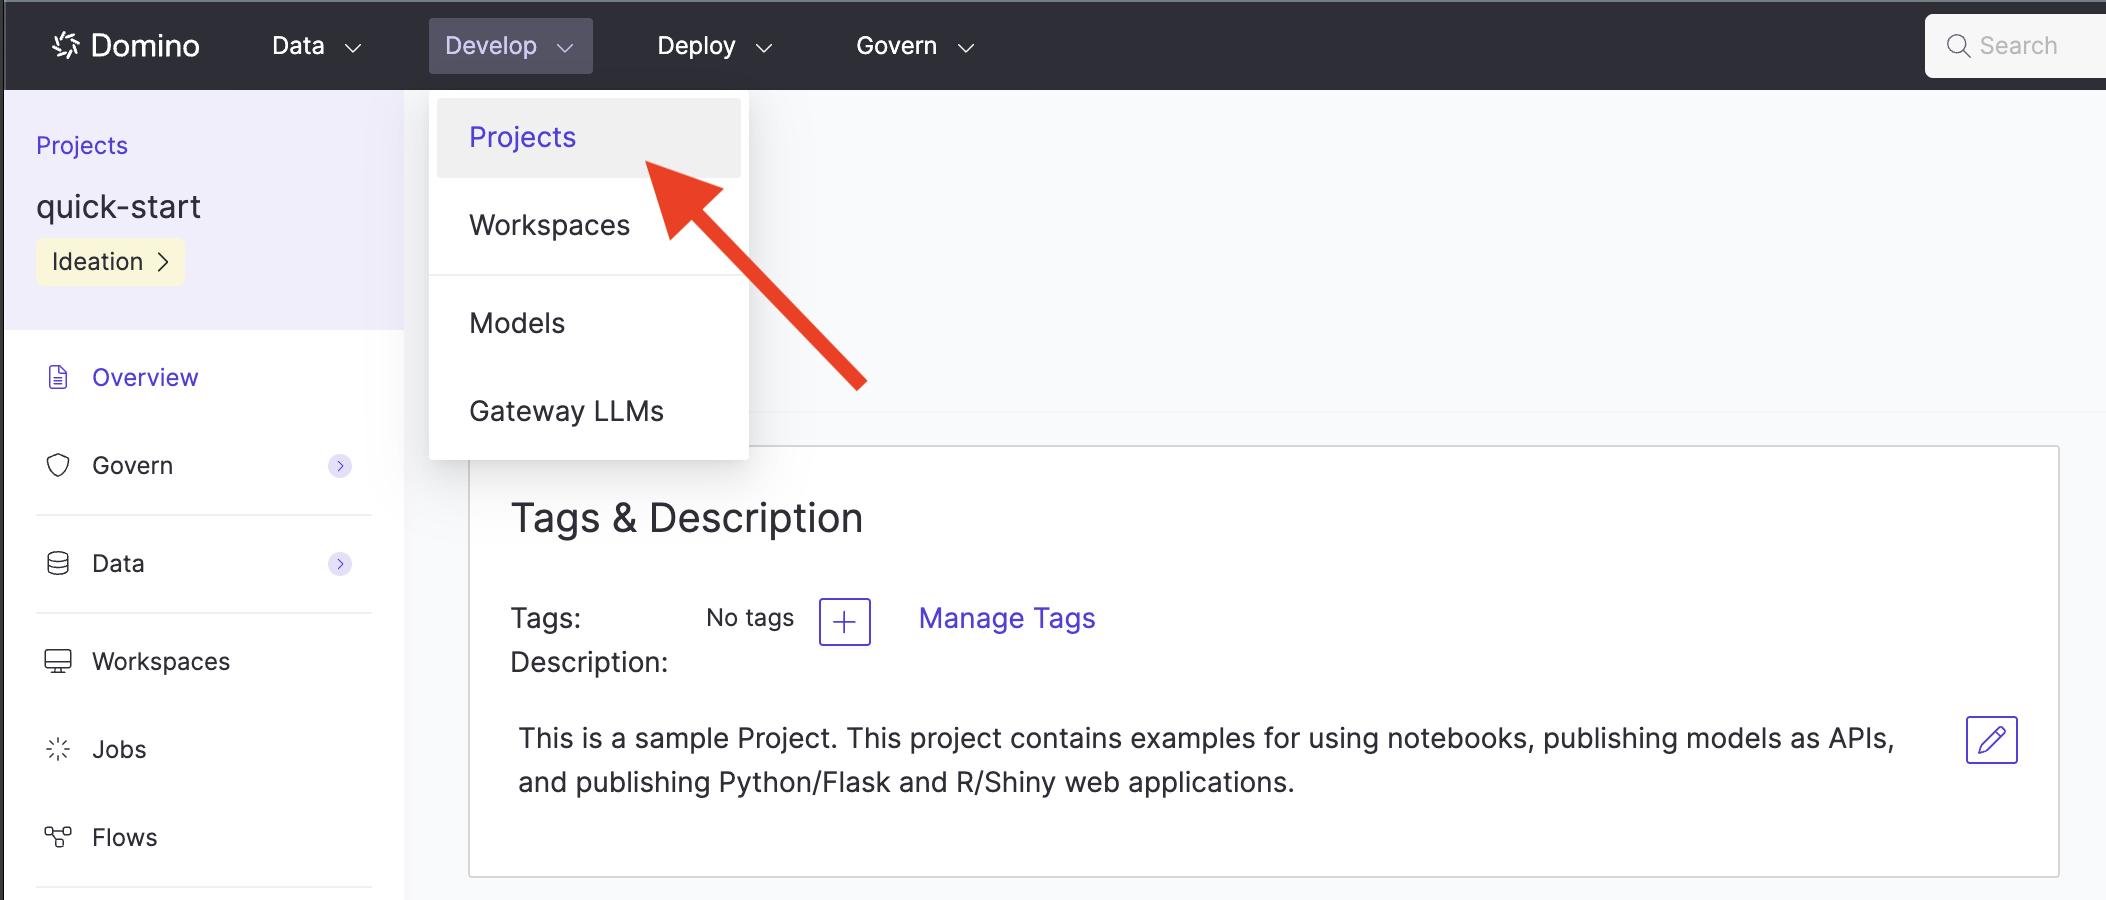 Domino Data Develop Deploy Govern Search
Projects
quick-start
Ideation
Overview
Govern
Data
Workspaces
Jobs
Flows
Projects
Workspaces
Models
Gateway LLMs
Tags & Description
Tags: No tags Manage Tags
Description:
This is a sample Project. This project contains examples for using notebooks, publishing models as APIs,
and publishing Python/Flask and R/Shiny web applications.